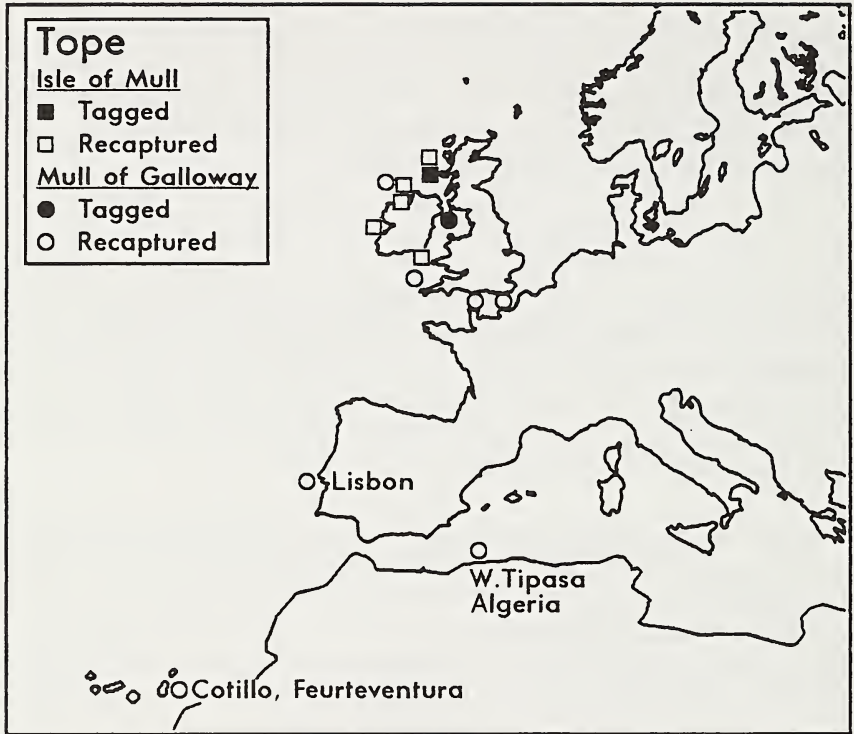 Tope
Isle of Mull
Tagged
Recaptured
Mull of Galloway
Tagged
Recaptured
Lisbon
W.Tipasa
Algeria
Cotillo, Feurteventura